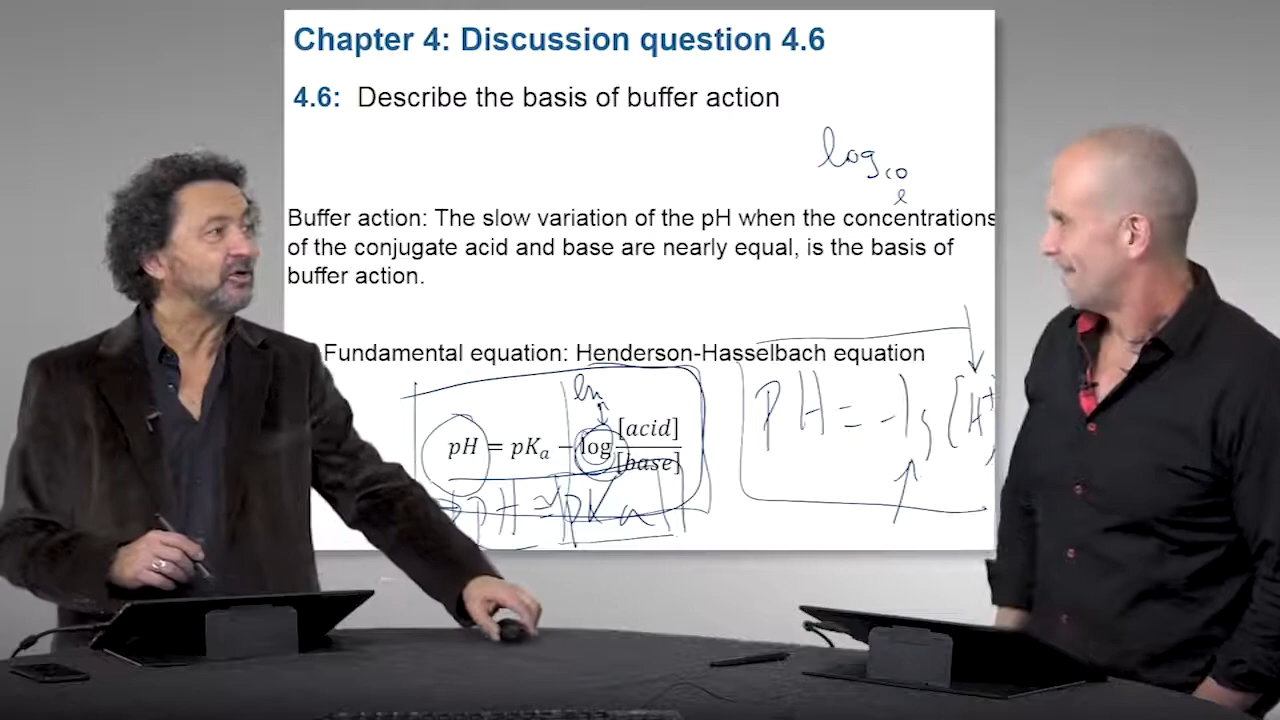 Chapter 4: Discussion question 4.6
4.6: Describe the basis of buffer action
log10
Buffer action: The slow variation of the pH when the concentrations
of the conjugate acid and base are nearly equal, is the basis of
buffer action.
Fundamental equation: Henderson-Hasselbach equation
ln
pH = pKa − log [acid]/[base]
pH ≃ pKa
PH = -lg [H+